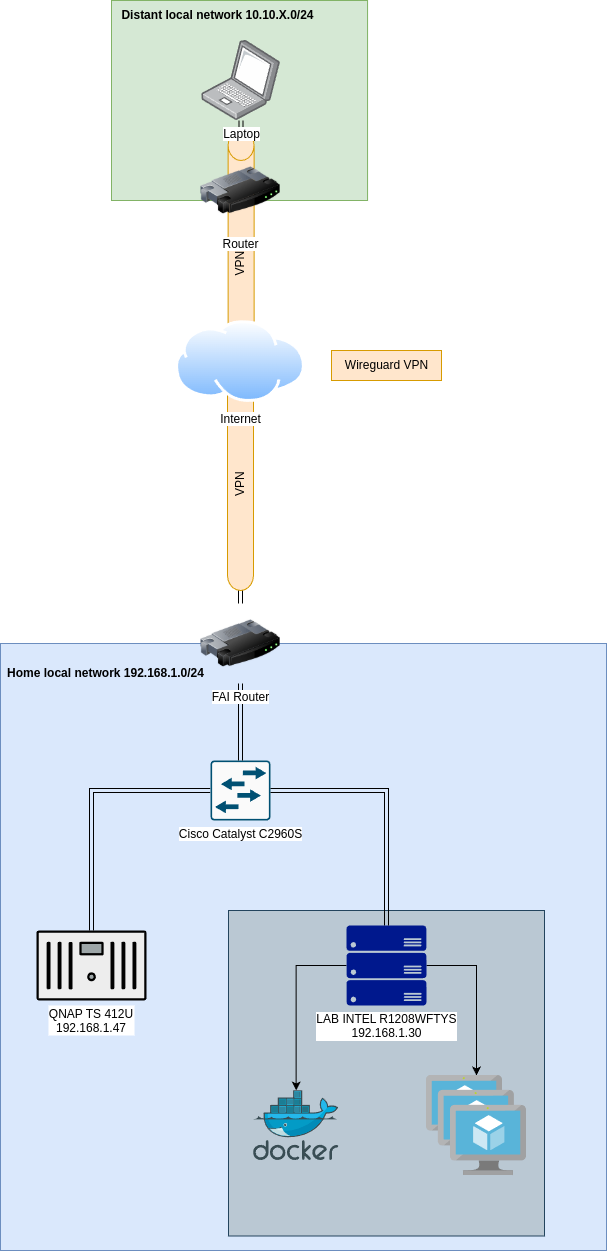 Distant local network 10.10.X.0/24
Laptop
Router
VPN
Wireguard VPN
Internet
VPN
Home local network 192.168.1.0/24
FAI Router
Cisco Catalyst C2960S
QNAP TS 412U
192.168.1.47
LAB INTEL R1208WFTYS
192.168.1.30
docker